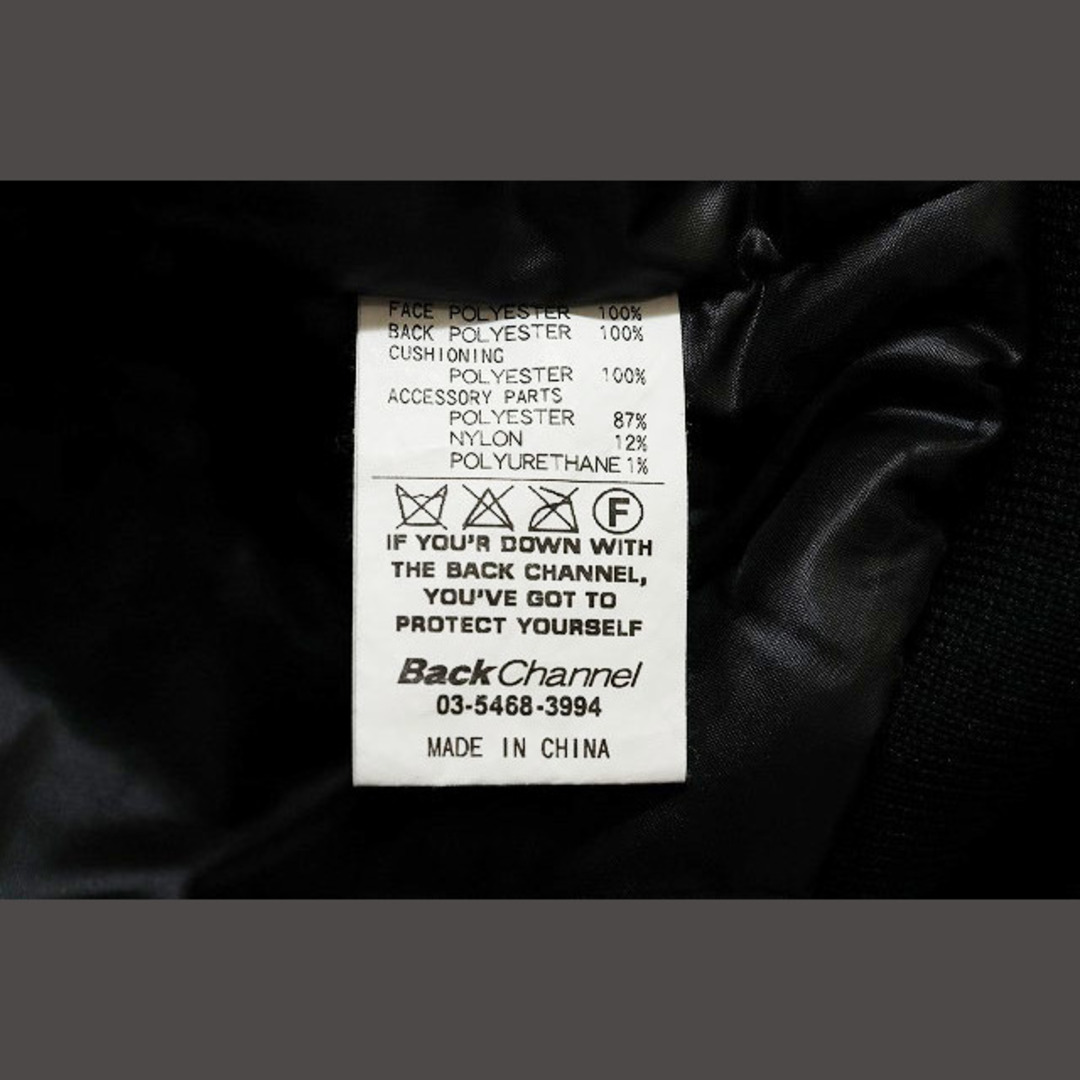 FACE POLYESTER 100%
BACK POLYESTER 100%
CUSHIONING
POLYESTER 100%
ACCESSORY PARTS
POLYESTER 87%
NYLON 12%
POLYURETHANE 1%
F
IF YOU'R DOWN WITH
THE BACK CHANNEL,
YOU'VE GOT TO
PROTECT YOURSELF
BackChannel
03-5468-3994
MADE IN CHINA